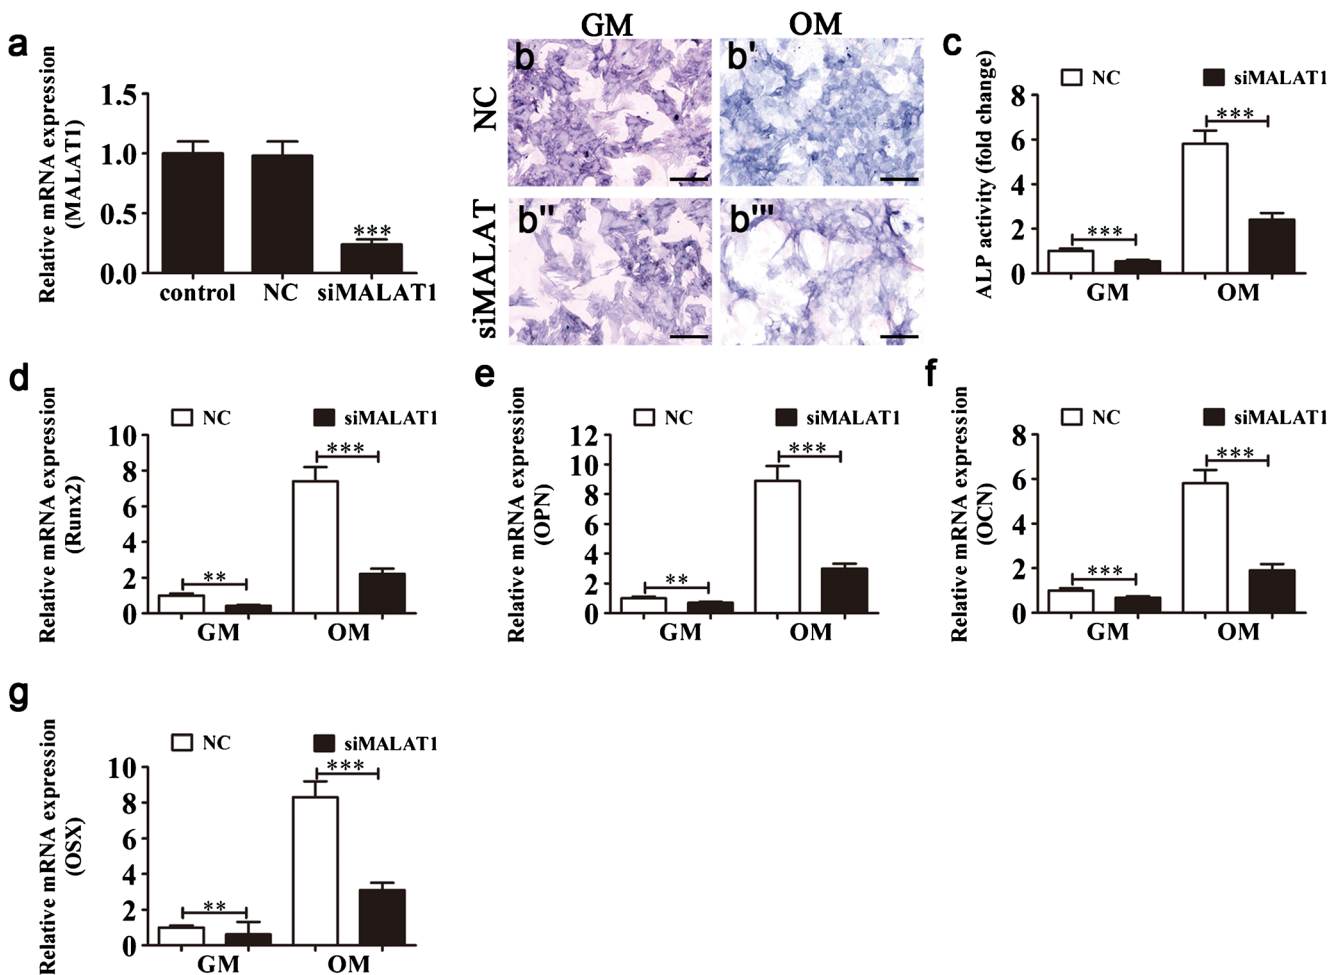 a
Relative mRNA expression
(MALAT1)
1.5
1.0
0.5
0.0
***
control NC siMALAT1
GM OM
NC
siMALAT
b b'
b'' b'''
c
NC siMALAT1
ALP activity (fold change)
8
6
4
2
0
***
***
GM OM
d
NC siMALAT1
Relative mRNA expression
(Runx2)
10
8
6
4
2
0
**
***
GM OM
e
NC siMALAT1
Relative mRNA expression
(OPN)
12
10
8
6
4
2
0
**
***
GM OM
f
NC siMALAT1
Relative mRNA expression
(OCN)
8
6
4
2
0
***
***
GM OM
g
NC siMALAT1
Relative mRNA expression
(OSX)
10
8
6
4
2
0
**
***
GM OM